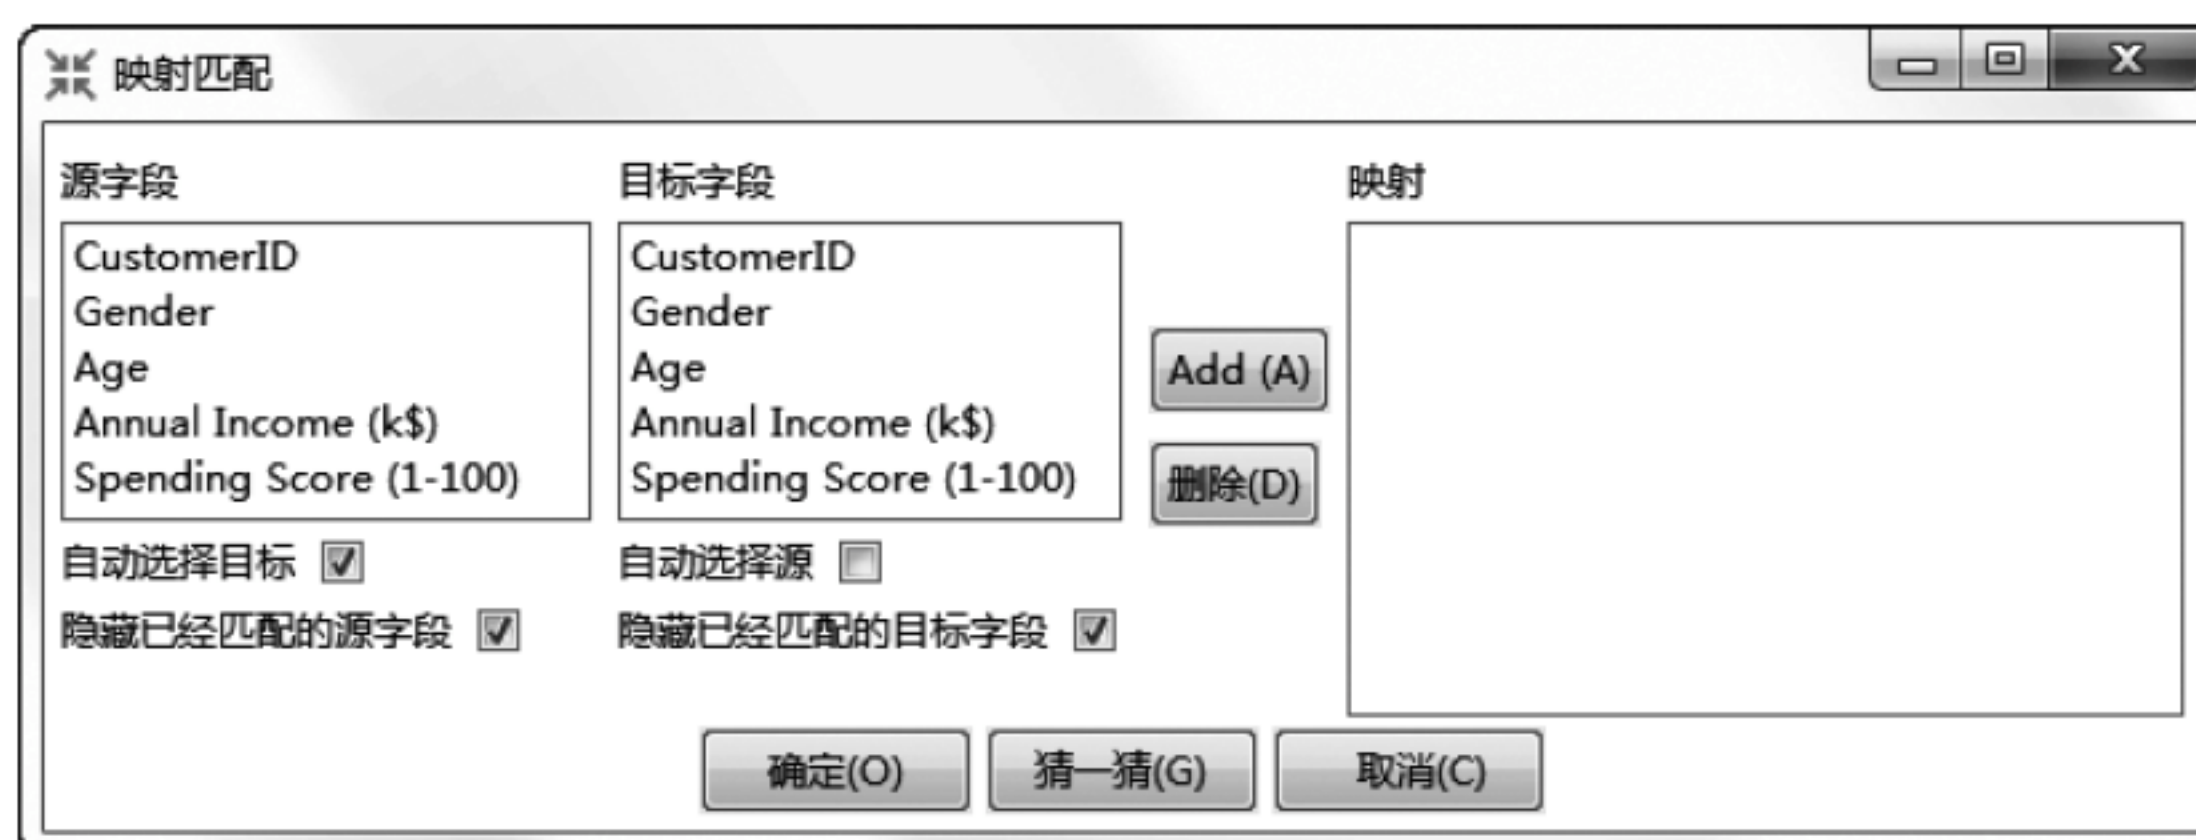 映射匹配
源字段
目标字段
映射
CustomerID
Gender
Age
Annual Income (k$)
Spending Score (1-100)
CustomerID
Gender
Age
Annual Income (k$)
Spending Score (1-100)
Add (A)
删除(D)
自动选择目标
自动选择源
隐藏已经匹配的源字段
隐藏已经匹配的目标字段
确定(O)
猜一猜(G)
取消(C)